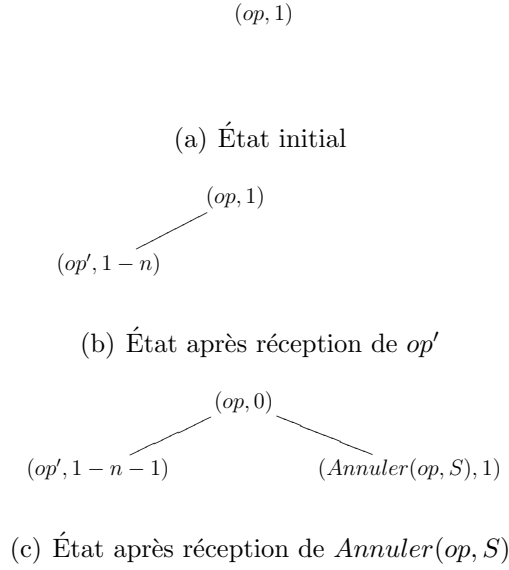 (op, 1)
(a) État initial
(op, 1)
(op′, 1 − n)
(b) État après réception de op′
(op, 0)
(op′, 1 − n − 1) (Annuler(op, S), 1)
(c) État après réception de Annuler(op, S)